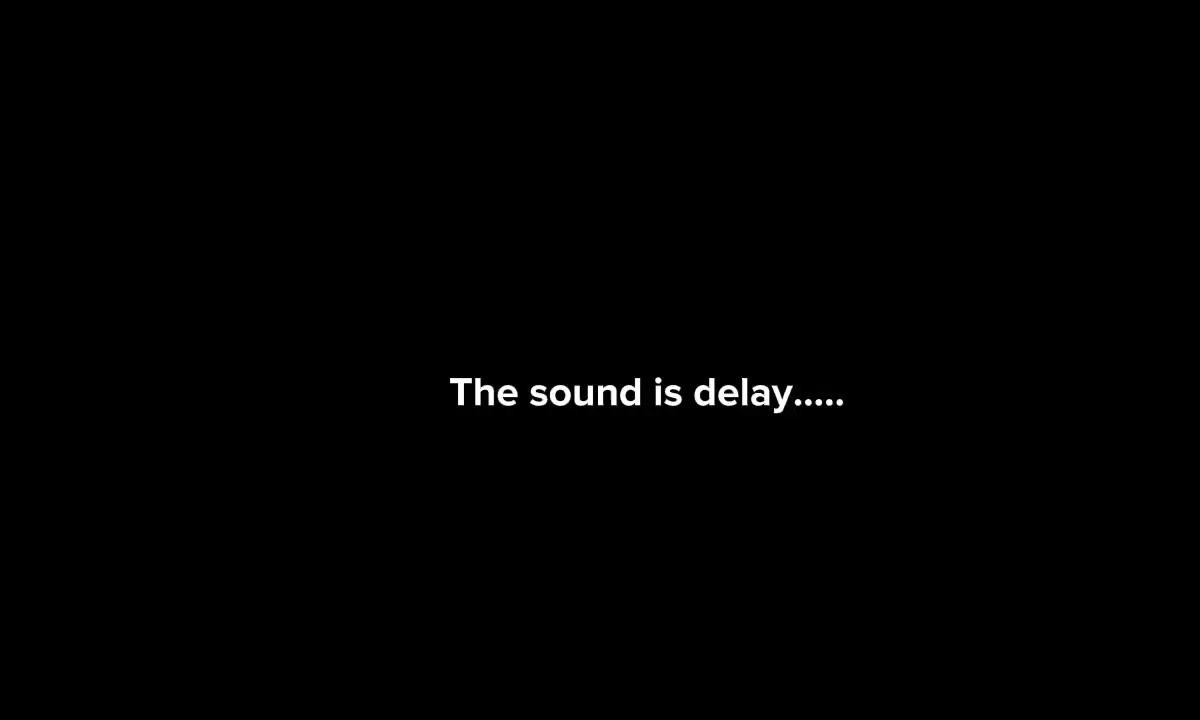 The sound is delay.....